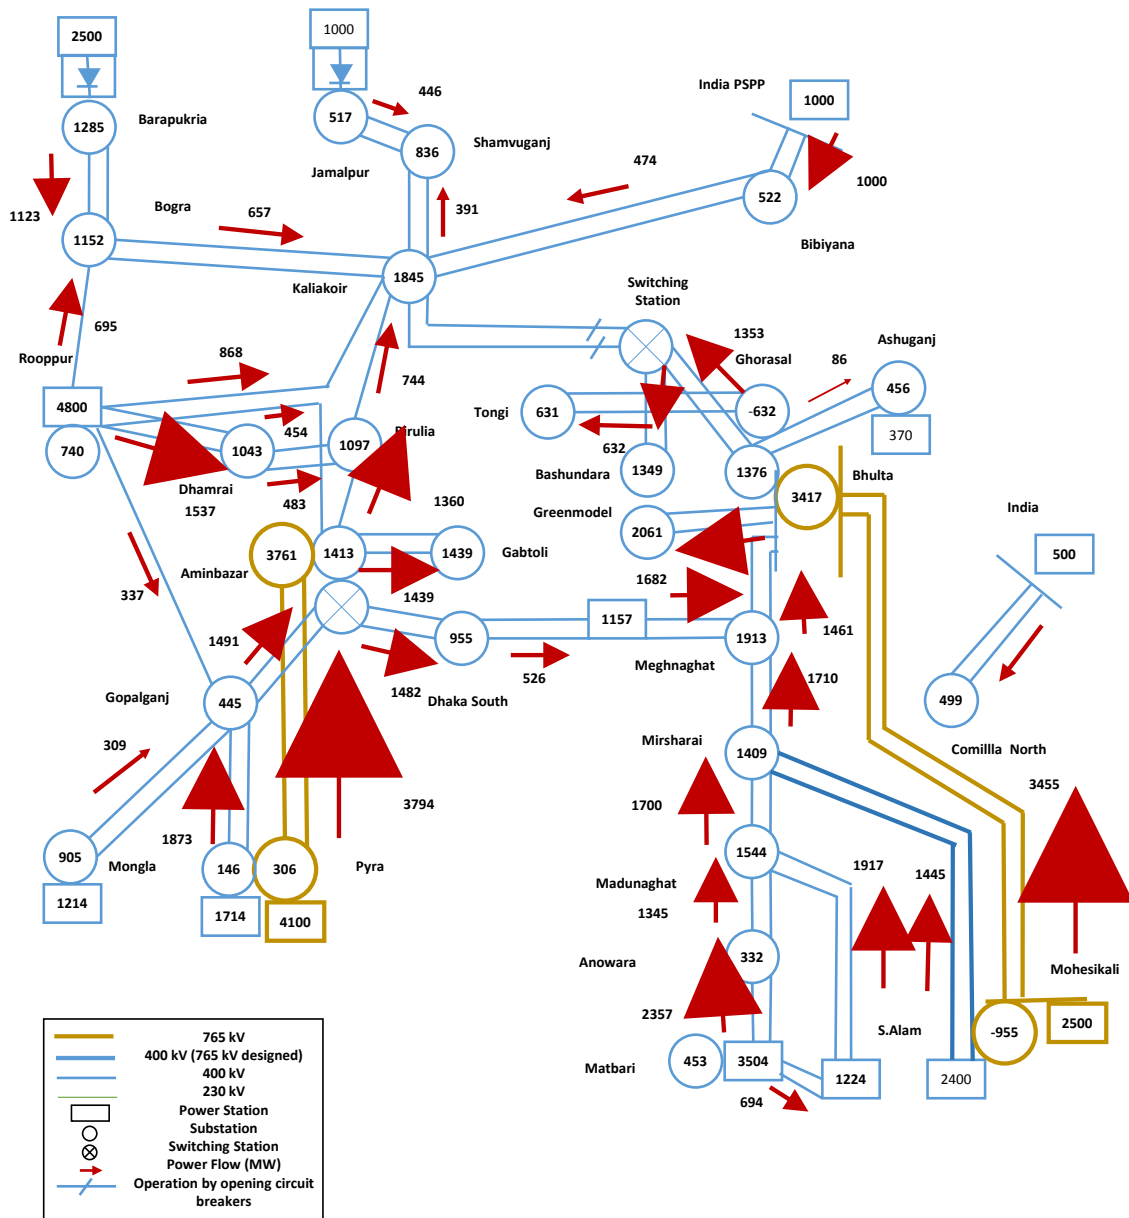 2500
1000
446
India PSPP
1000
517
1285
Barapukria
Shamvuganj
836
474
Jamalpur
1000
522
Bogra
657
391
1123
1152
Bibiyana
1845
Kaliakoir
Switching
Station
695
1353
Rooppur
868
Ghorasal
86
Ashuganj
744
456
4800
Tongi
631
-632
454
Birulia
370
740
1043
1097
632
Bashundara
1349
1376
Bhulta
Dhamrai
1537
483
1360
3417
Greenmodel
India
2061
3761
1413
1439
Gabtoli
500
Aminbazar
1682
337
1439
1157
1491
955
1913
1461
Meghnaghat
526
1710
1482
Dhaka South
Gopalganj
445
499
Mirsharai
1409
Comillla North
309
3455
3794
1700
1873
1544
905
Mongla
146
306
Pyra
1917
1445
Madunaghat
1345
1214
1714
4100
332
Anowara
Mohesikali
2357
S.Alam
2500
-955
765 kV
400 kV (765 kV designed)
400 kV
230 kV
Power Station
Substation
Switching Station
Power Flow (MW)
Operation by opening circuit
breakers
Matbari
453
3504
1224
2400
694